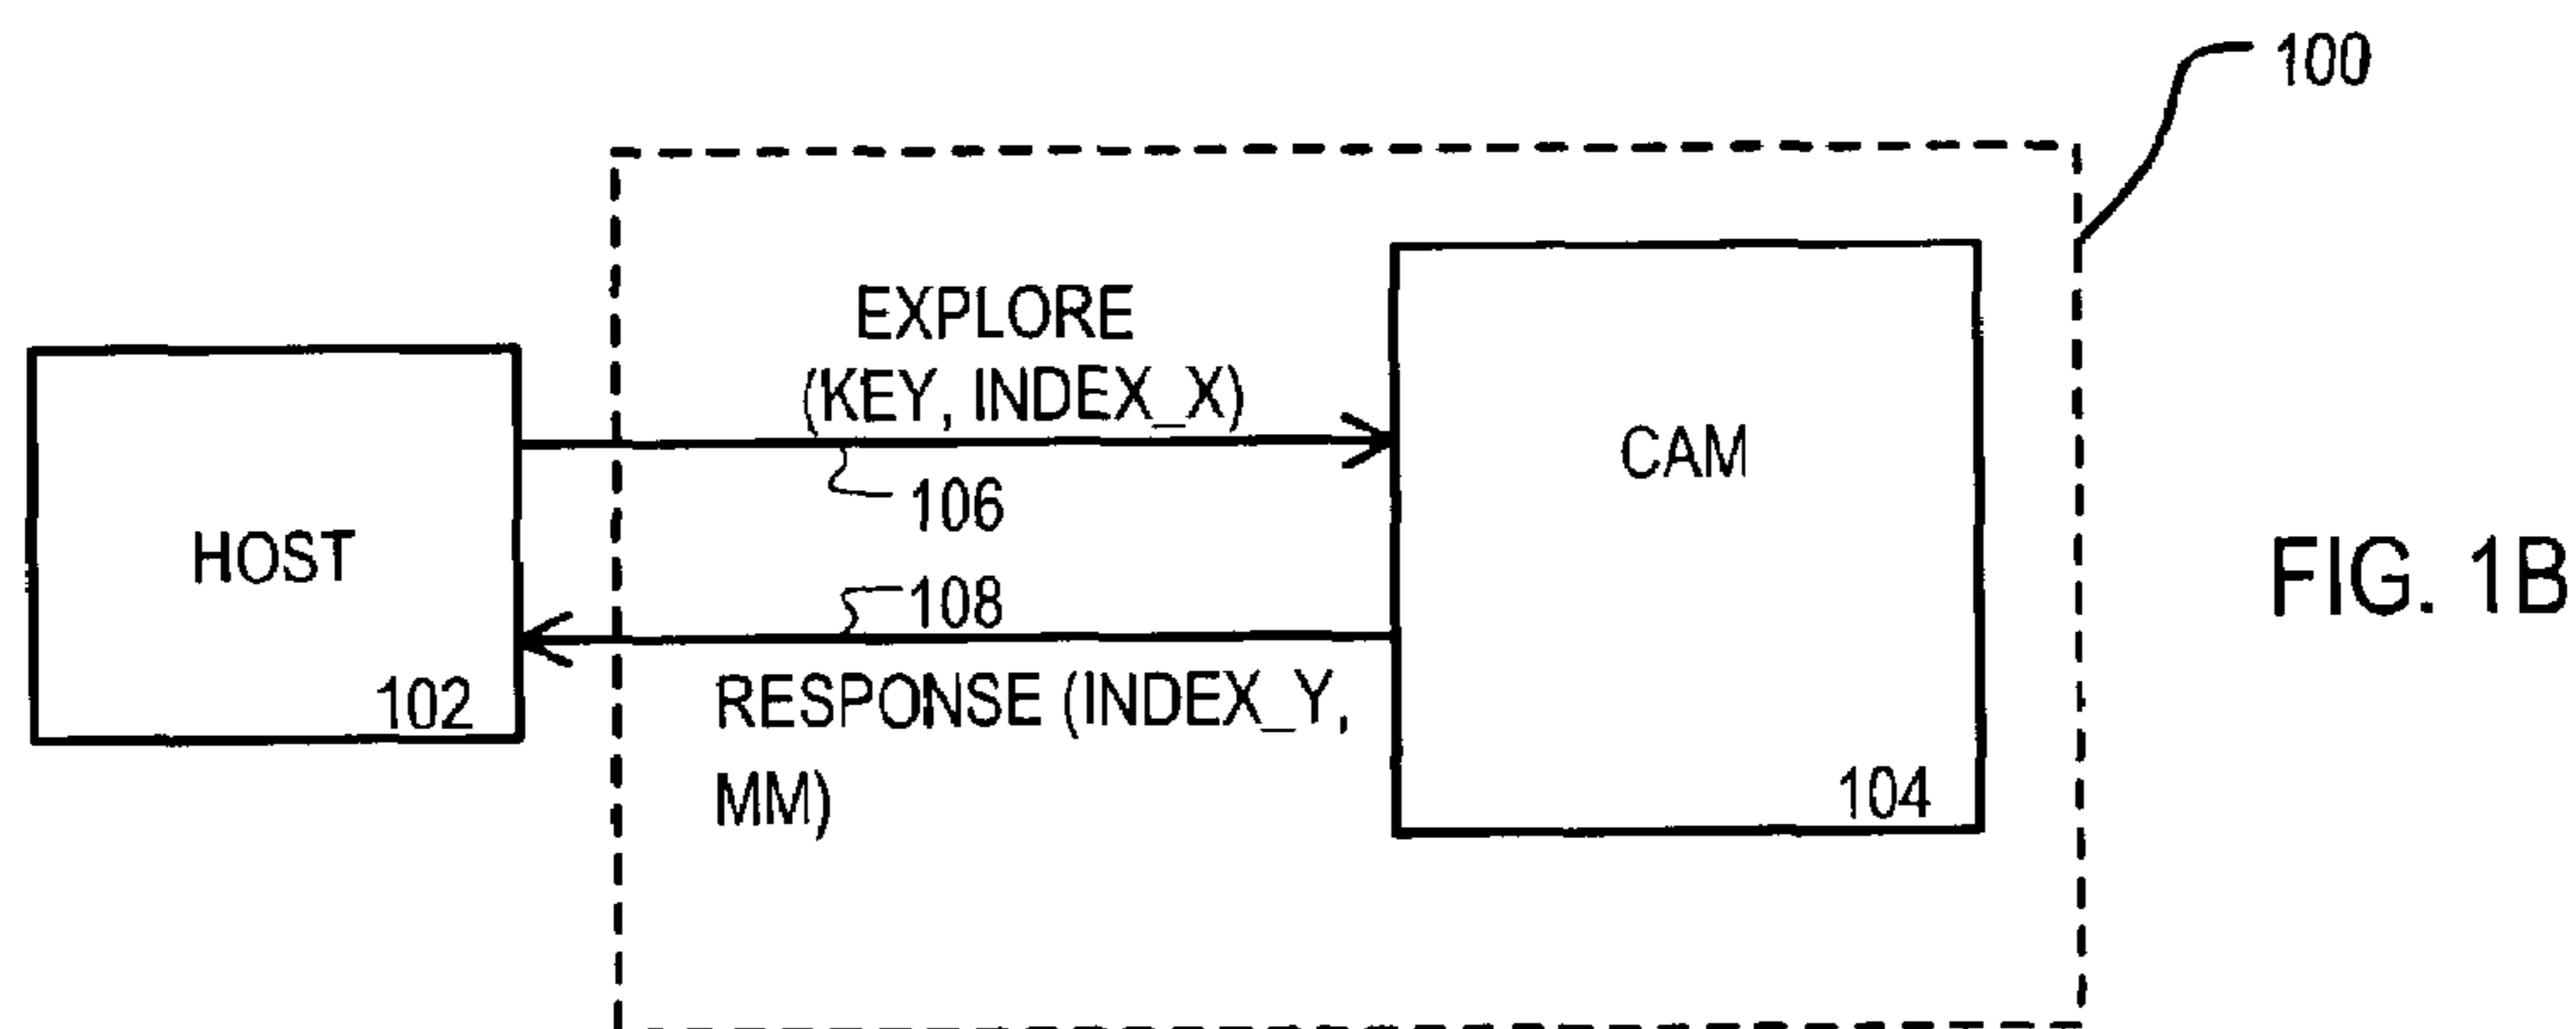 100
EXPLORE
(KEY, INDEX_X)
CAM
106
HOST
FIG. 1B
108
102
RESPONSE (INDEX_Y,
MM)
104